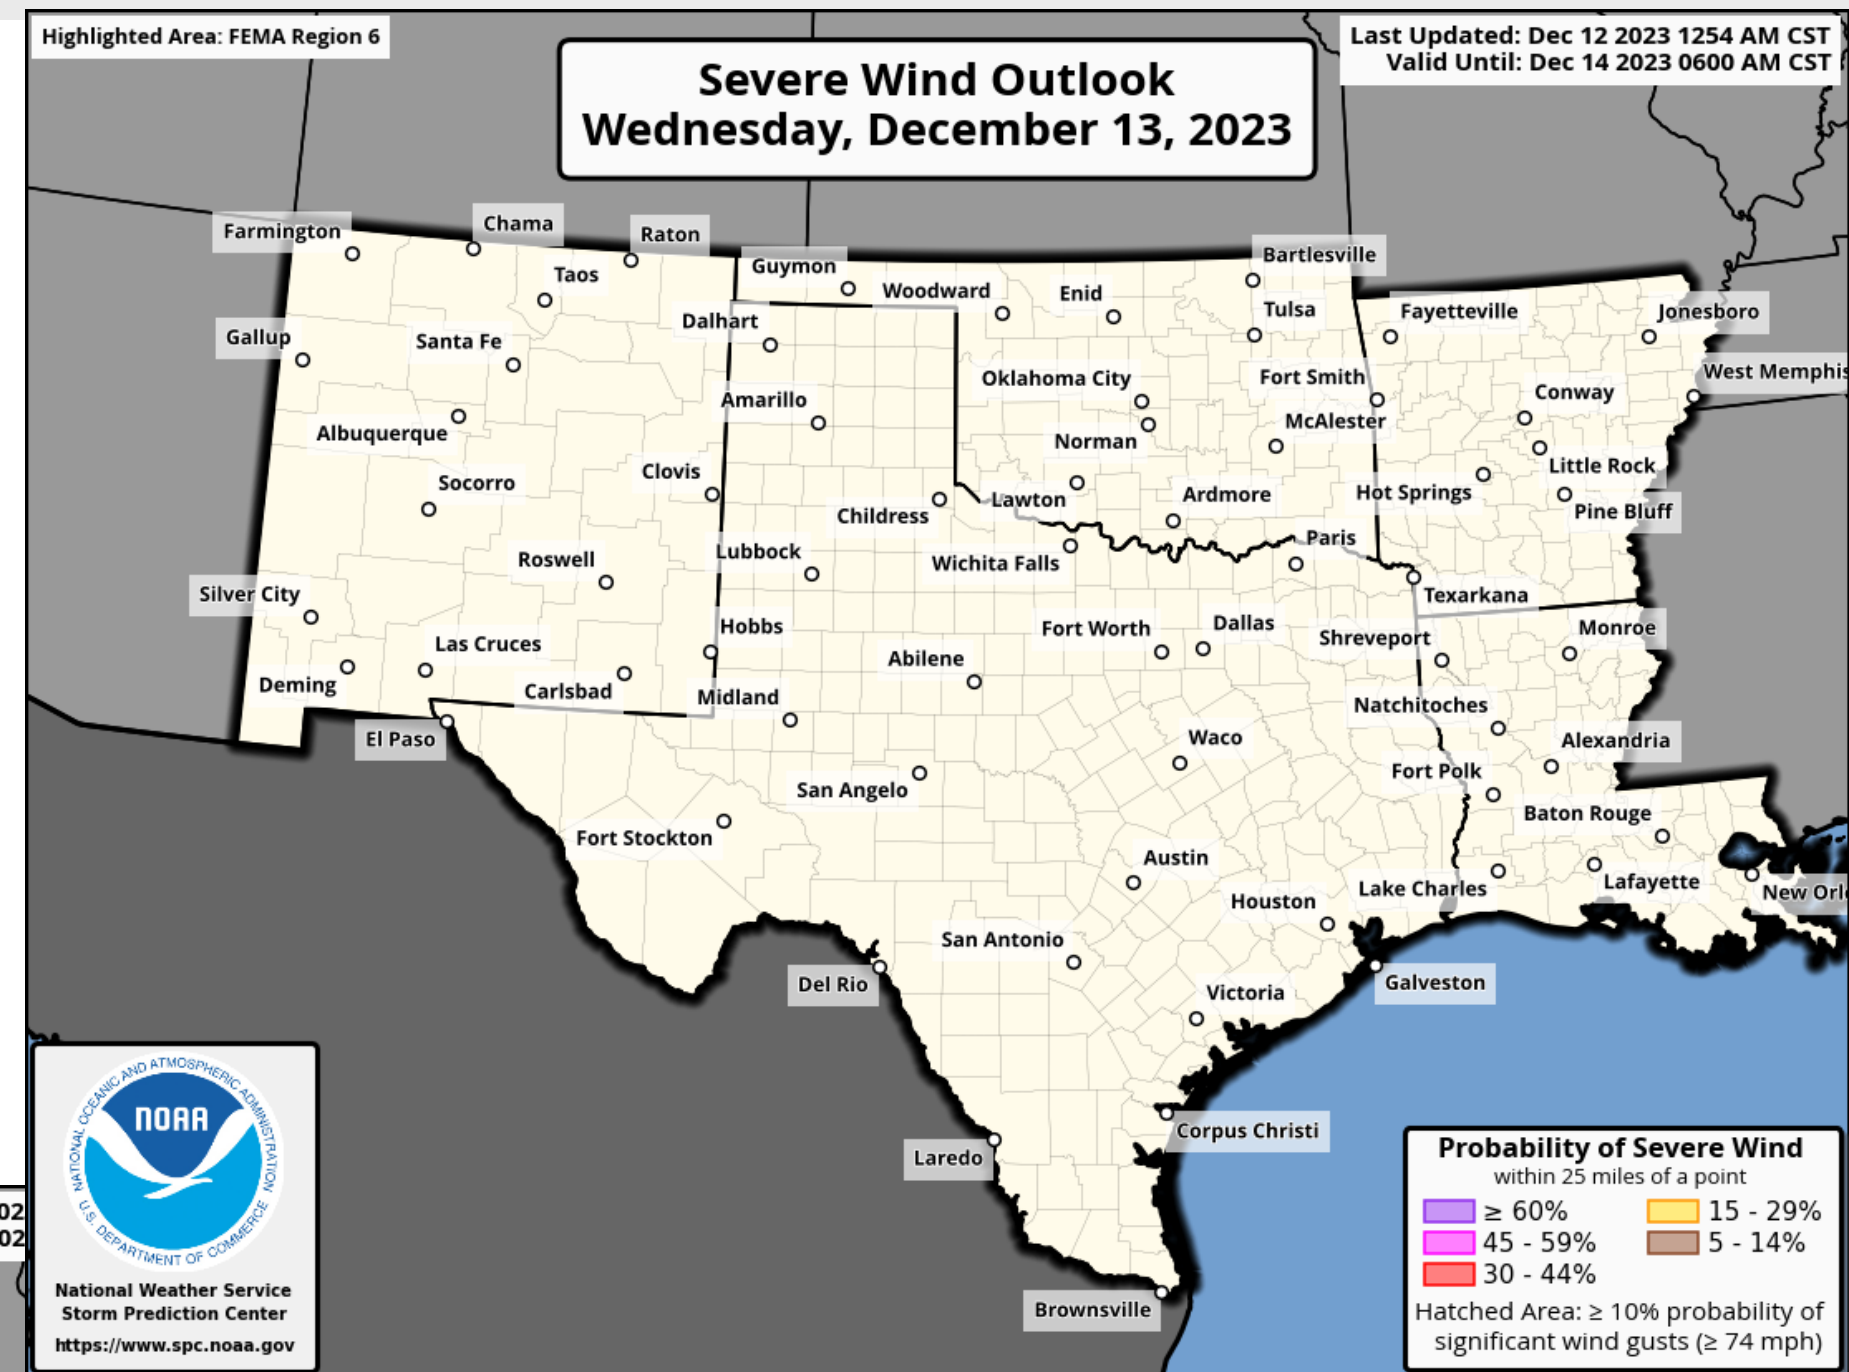 Highlighted Area: FEMA Region 6
Severe Wind Outlook
Wednesday, December 13, 2023
Last Updated: Dec 12 2023 1254 AM CST
Valid Until: Dec 14 2023 0600 AM CST
Farmington
Chama
Raton
Taos
Guymon
Woodward
Enid
Bartlesville
Tulsa
Fayetteville
Jonesboro
Gallup
Santa Fe
Dalhart
Oklahoma City
Fort Smith
Conway
West Memphis
Albuquerque
Amarillo
Norman
McAlester
Little Rock
Socorro
Clovis
Childress
Lawton
Ardmore
Hot Springs
Pine Bluff
Roswell
Lubbock
Wichita Falls
Paris
Texarkana
Silver City
Las Cruces
Hobbs
Abilene
Fort Worth
Dallas
Shreveport
Monroe
Deming
Carlsbad
Midland
Natchitoches
El Paso
Waco
Alexandria
San Angelo
Fort Polk
Fort Stockton
Baton Rouge
Austin
Lake Charles
Lafayette
New Orl
Houston
San Antonio
Del Rio
Victoria
Galveston
Corpus Christi
Laredo
Brownsville
02
02
NATIONAL OCEANIC AND ATMOSPHERIC ADMINISTRATION
NOAA
U.S. DEPARTMENT OF COMMERCE
National Weather Service
Storm Prediction Center
https://www.spc.noaa.gov
Probability of Severe Wind
within 25 miles of a point
≥ 60% 15 - 29%
45 - 59% 5 - 14%
30 - 44%
Hatched Area: ≥ 10% probability of
significant wind gusts (≥ 74 mph)